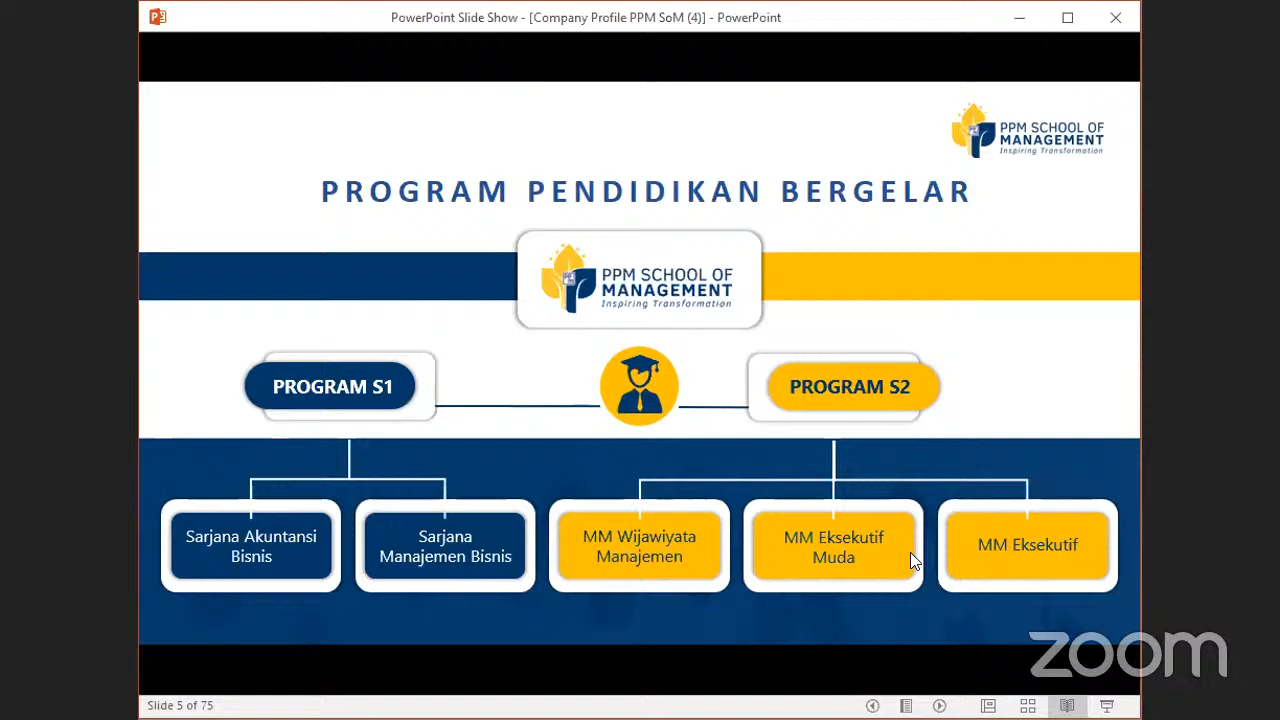 PowerPoint Slide Show - [Company Profile PPM SoM (4)] - PowerPoint
PPM SCHOOL OF
MANAGEMENT
Inspiring Transformation
PROGRAM PENDIDIKAN BERGELAR
PPM SCHOOL OF
MANAGEMENT
Inspiring Transformation
PROGRAM S1
PROGRAM S2
Sarjana Akuntansi
Bisnis
Sarjana
Manajemen Bisnis
MM Wijawiyata
Manajemen
MM Eksekutif
Muda
MM Eksekutif
zoom
Slide 5 of 75